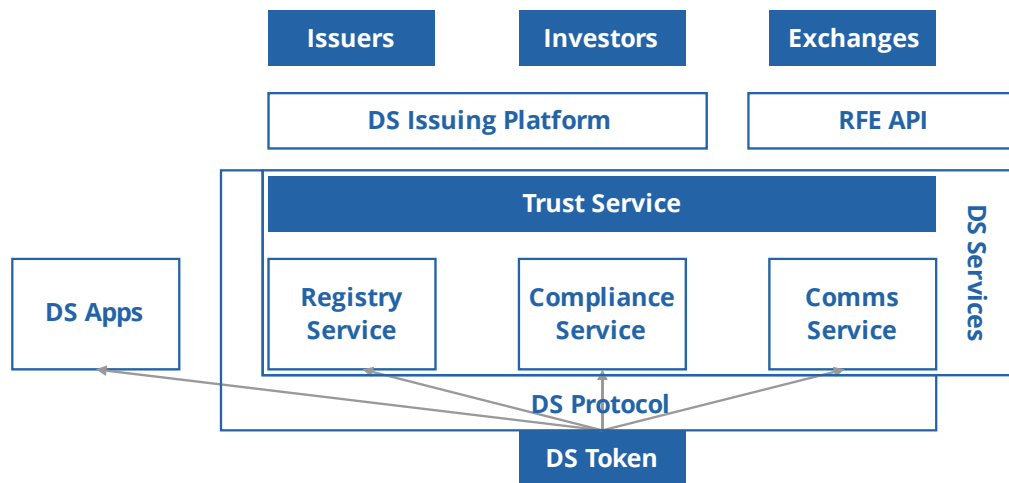 Issuers
Investors
Exchanges
DS Issuing Platform
RFE API
Trust Service
DS Services
DS Apps
Registry
Service
Compliance
Service
Comms
Service
DS Protocol
DS Token